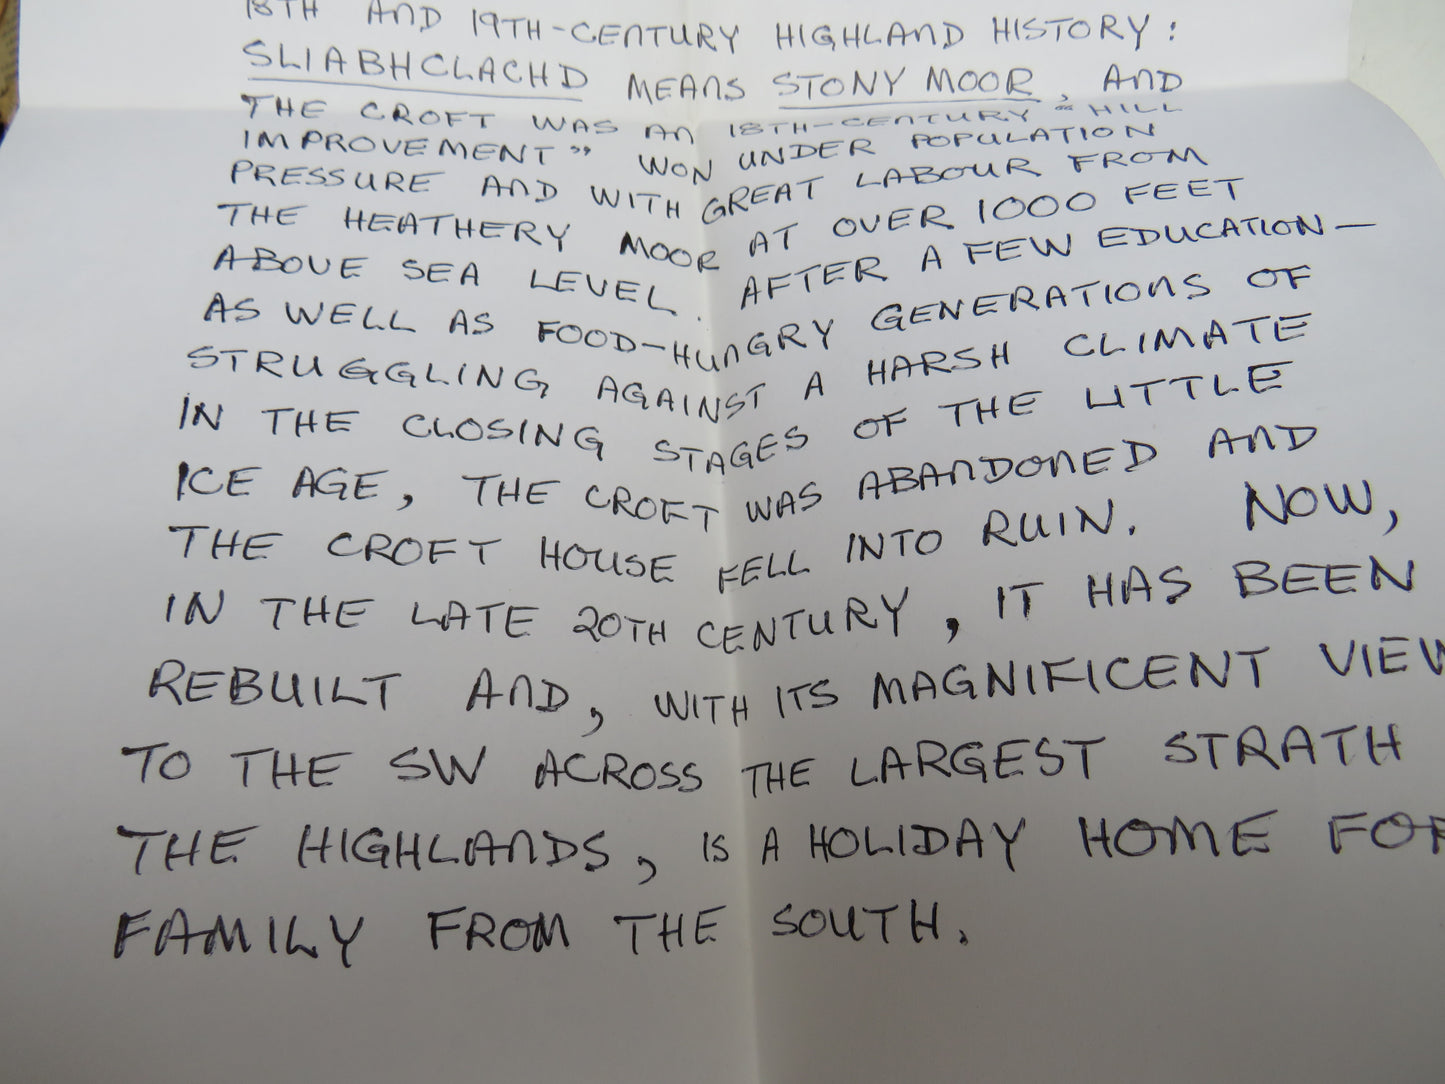 18TH AND 19TH-CENTURY HIGHLAND HISTORY:
SLIABHCLACHD MEANS STONY MOOR, AND
THE CROFT WAS AN 18TH-CENTURY "HILL
IMPROVEMENT" WON UNDER POPULATION
PRESSURE AND WITH GREAT LABOUR FROM
THE HEATHERY MOOR AT OVER 1000 FEET
ABOVE SEA LEVEL. AFTER A FEW EDUCATION-
AS WELL AS FOOD-HUNGRY GENERATIONS OF
STRUGGLING AGAINST A HARSH CLIMATE
IN THE CLOSING STAGES OF THE LITTLE
ICE AGE, THE CROFT WAS ABANDONED AND
THE CROFT HOUSE FELL INTO RUIN. NOW,
IN THE LATE 20TH CENTURY, IT HAS BEEN
REBUILT AND, WITH ITS MAGNIFICENT VIEW
TO THE SW ACROSS THE LARGEST STRATH
THE HIGHLANDS, IS A HOLIDAY HOME FOR
FAMILY FROM THE SOUTH.